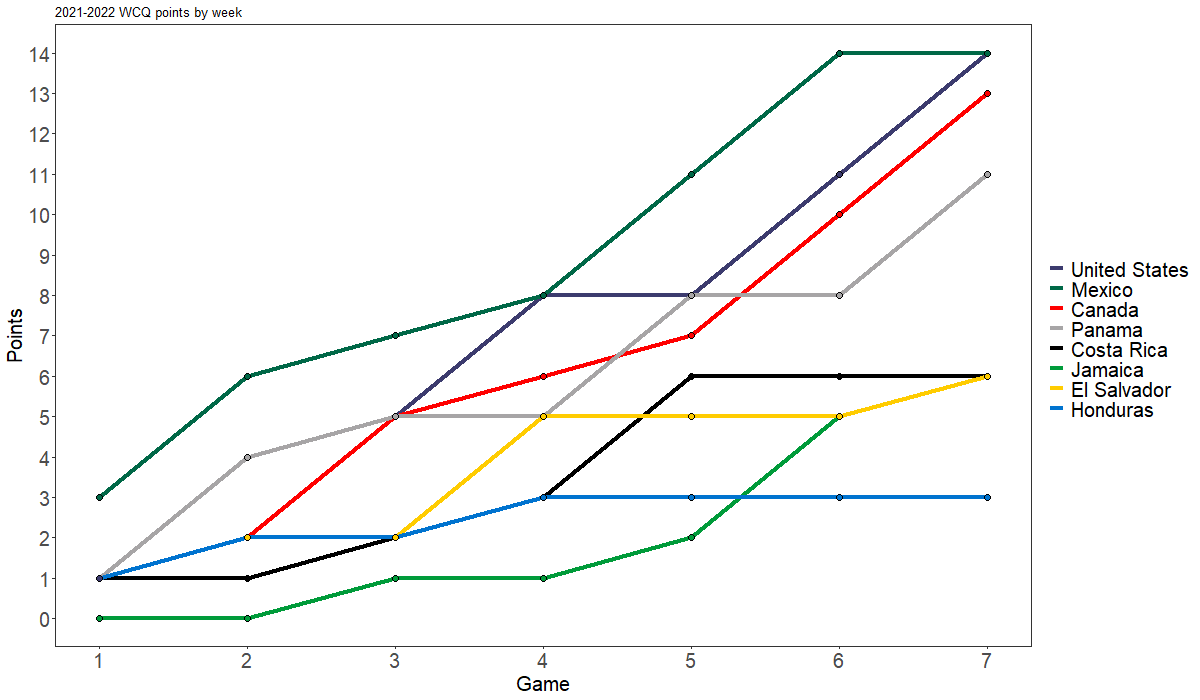 2021-2022 WCQ points by week
14
13
12
11
10
9
8
7
6
5
4
3
2
1
0
Points
1 2 3 4 5 6 7
Game
United States
Mexico
Canada
Panama
Costa Rica
Jamaica
El Salvador
Honduras